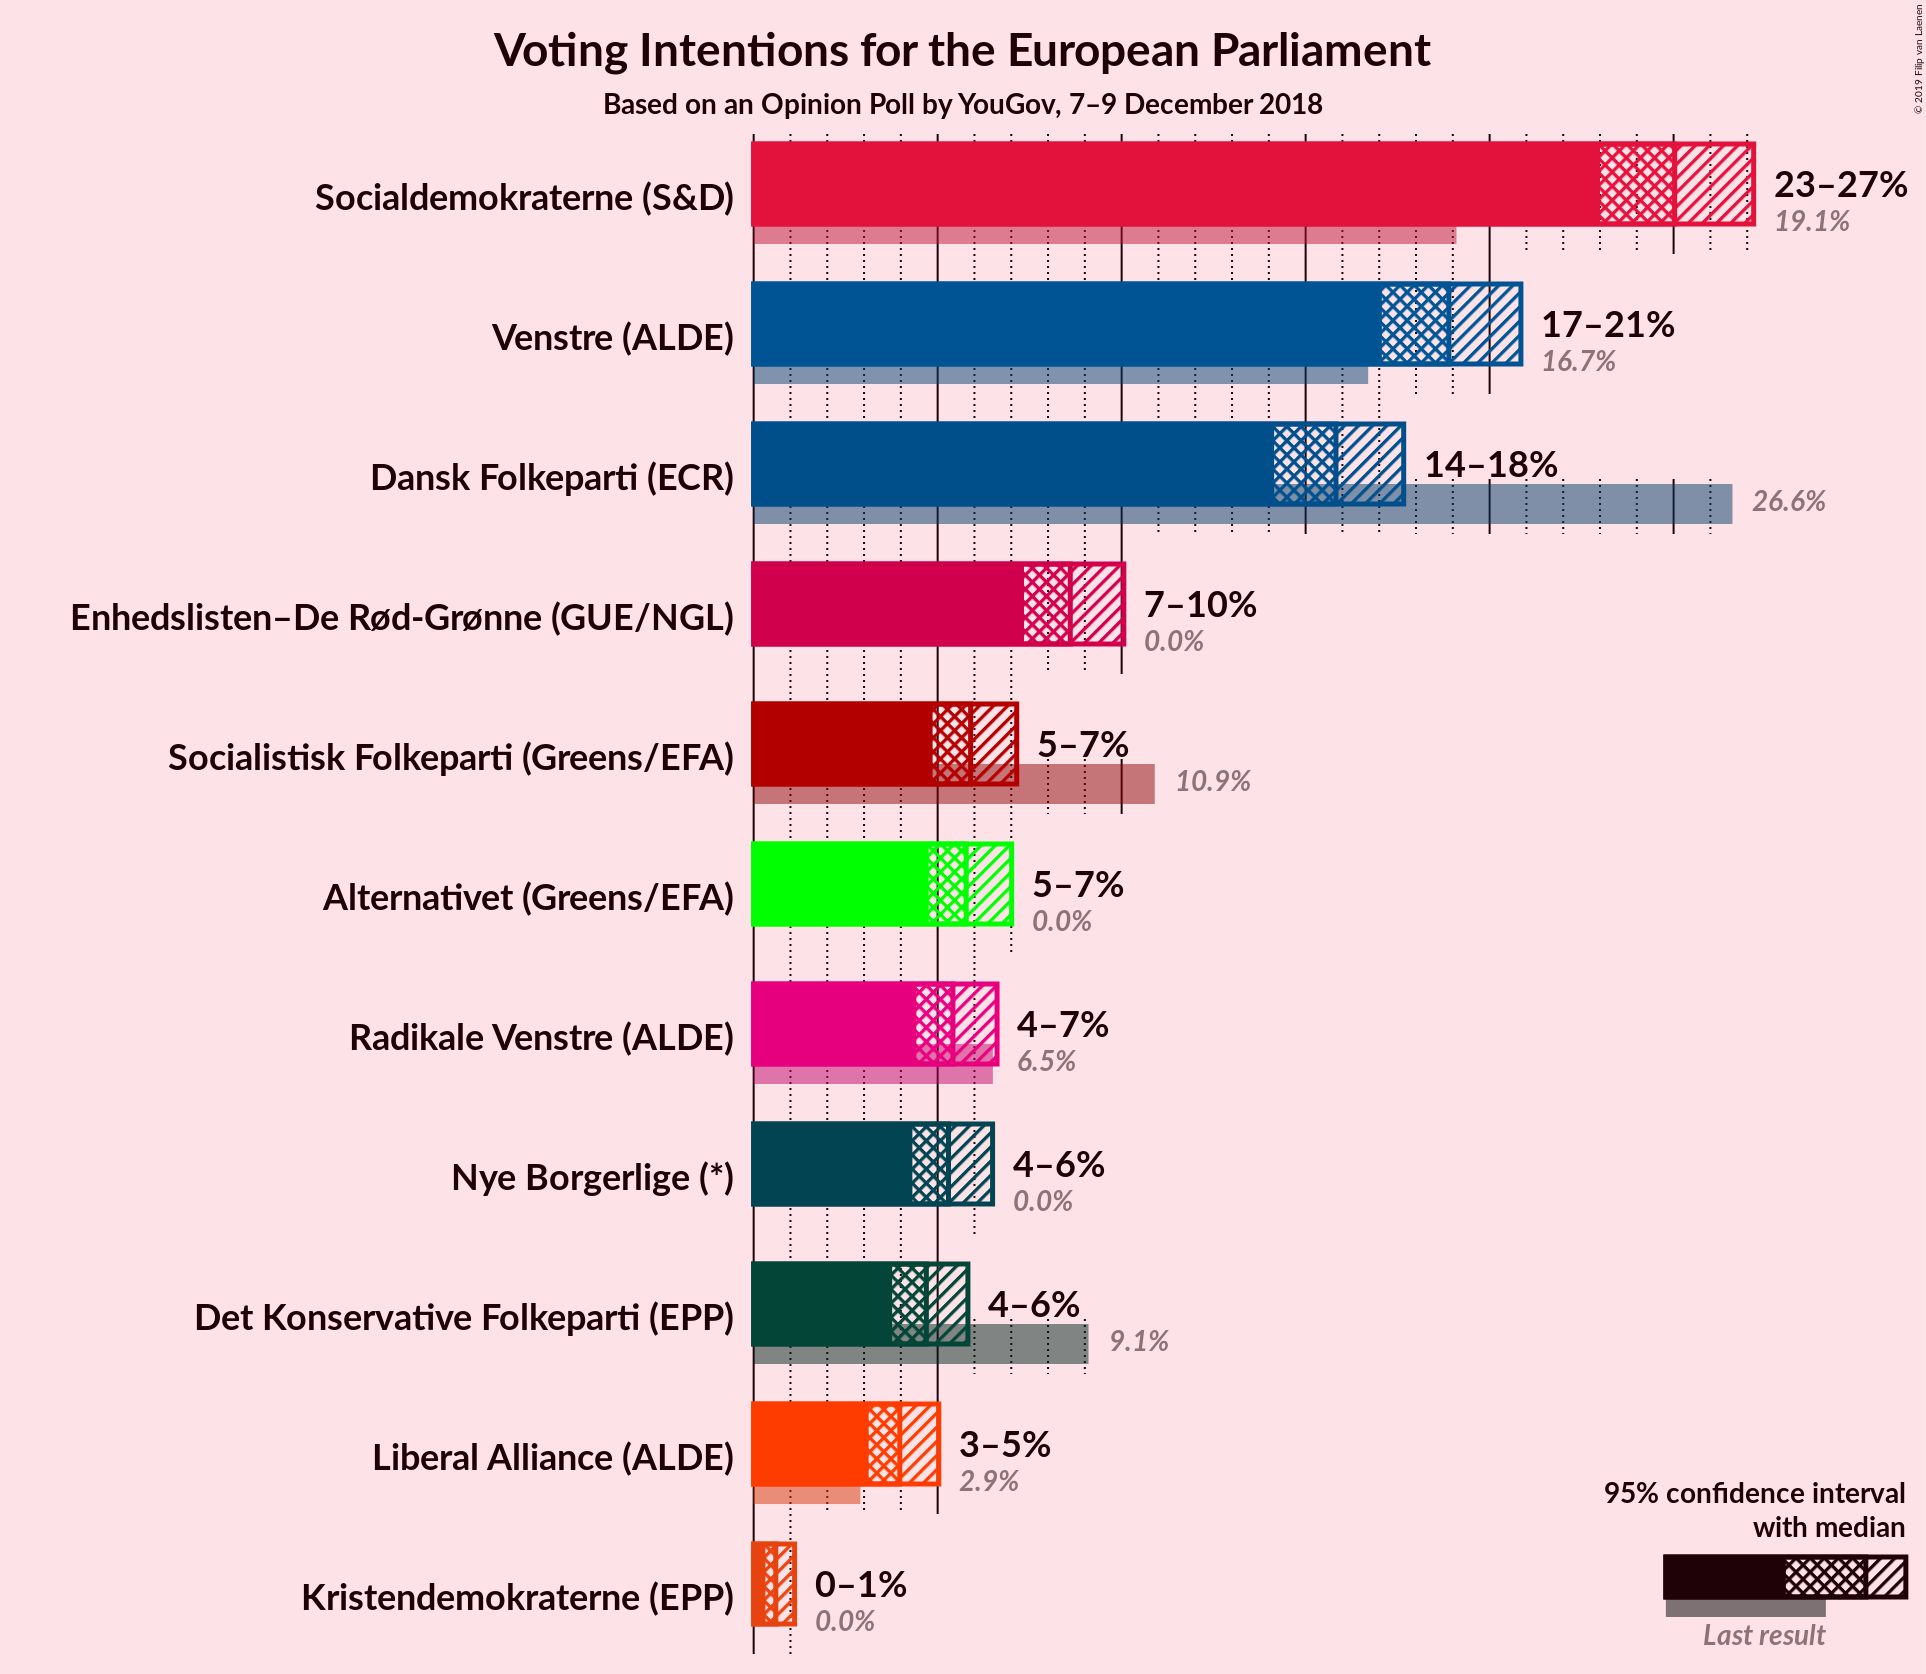 Voting Intentions for the European Parliament
Based on an Opinion Poll by YouGov, 7–9 December 2018
© 2019 Filip van Laenen
Socialdemokraterne (S&D)
23–27%
19.1%
Venstre (ALDE)
17–21%
16.7%
Dansk Folkeparti (ECR)
14–18%
26.6%
Enhedslisten–De Rød-Grønne (GUE/NGL)
7–10%
0.0%
Socialistisk Folkeparti (Greens/EFA)
5–7%
10.9%
Alternativet (Greens/EFA)
5–7%
0.0%
Radikale Venstre (ALDE)
4–7%
6.5%
Nye Borgerlige (*)
4–6%
0.0%
Det Konservative Folkeparti (EPP)
4–6%
9.1%
Liberal Alliance (ALDE)
3–5%
2.9%
Kristendemokraterne (EPP)
0–1%
0.0%
95% confidence interval
with median
Last result